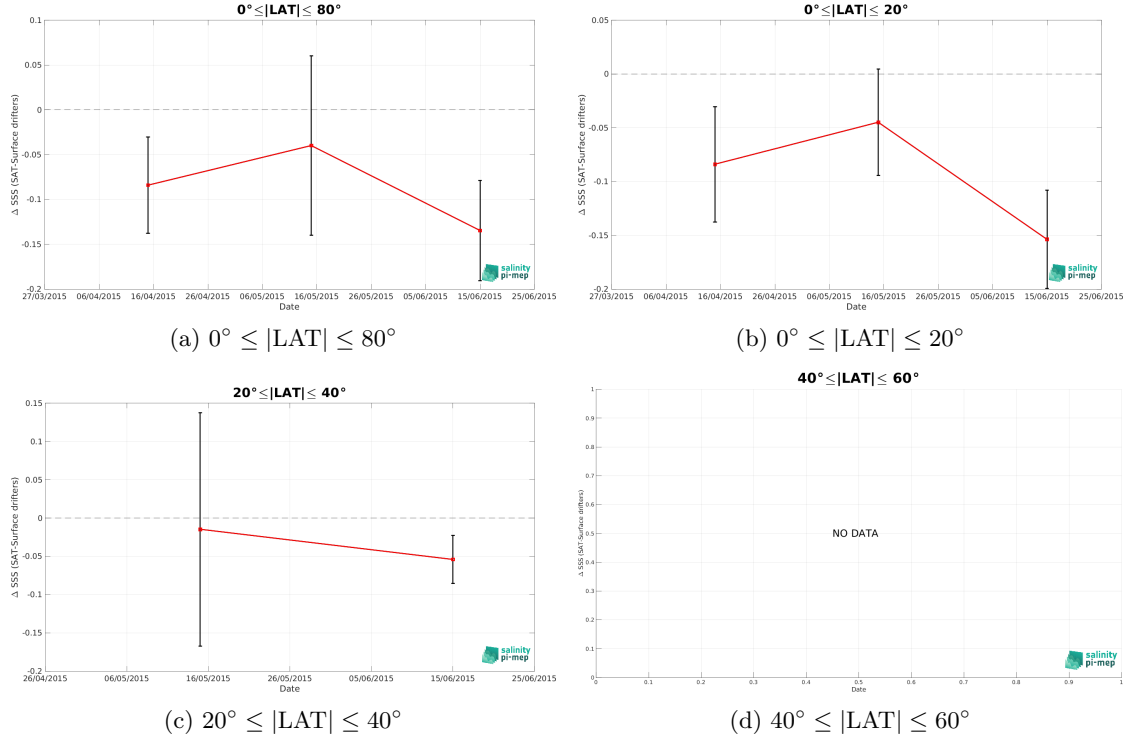 0°≤|LAT|≤ 80°
0.1
0.05
0
-0.05
-0.1
-0.15
-0.2
Δ SSS (SAT-Surface drifters)
27/03/2015 06/04/2015 16/04/2015 26/04/2015 06/05/2015 16/05/2015 26/05/2015 05/06/2015 15/06/2015 25/06/2015
Date
salinity
pi-mep
(a) 0° ≤ |LAT| ≤ 80°
0°≤|LAT|≤ 20°
0.05
0
-0.05
-0.1
-0.15
-0.2
Δ SSS (SAT-Surface drifters)
27/03/2015 06/04/2015 16/04/2015 26/04/2015 06/05/2015 16/05/2015 26/05/2015 05/06/2015 15/06/2015 25/06/2015
Date
salinity
pi-mep
(b) 0° ≤ |LAT| ≤ 20°
20°≤|LAT|≤ 40°
0.15
0.1
0.05
0
-0.05
-0.1
-0.15
-0.2
Δ SSS (SAT-Surface drifters)
26/04/2015 06/05/2015 16/05/2015 26/05/2015 05/06/2015 15/06/2015 25/06/2015
Date
salinity
pi-mep
(c) 20° ≤ |LAT| ≤ 40°
40°≤|LAT|≤ 60°
1
0.9
0.8
0.7
0.6
0.5
0.4
0.3
0.2
0.1
0
Δ SSS (SAT-Surface drifters)
NO DATA
0 0.1 0.2 0.3 0.4 0.5 0.6 0.7 0.8 0.9 1
Date
salinity
pi-mep
(d) 40° ≤ |LAT| ≤ 60°